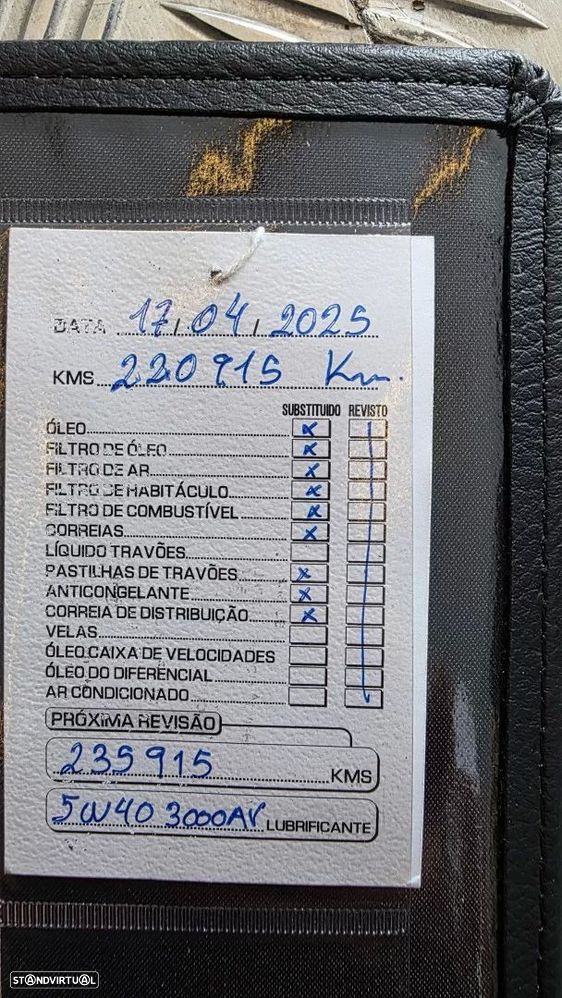 DATA 17/04/2025
KMS 220915 Km.
SUBSTITUIDO REVISTO
ÓLEO x
FILTRO DE ÓLEO x
FILTRO DE AR x
FILTRO DE HABITÁCULO x
FILTRO DE COMBUSTÍVEL x
CORREIAS x
LÍQUIDO TRAVÕES
PASTILHAS DE TRAVÕES x
ANTICONGELANTE x
CORREIA DE DISTRIBUIÇÃO x
VELAS
ÓLEO CAIXA DE VELOCIDADES
ÓLEO DO DIFERENCIAL
AR CONDICIONADO
PRÓXIMA REVISÃO
235915 KMS
5W40 3000AV LUBRIFICANTE
STANDVIRTUAL